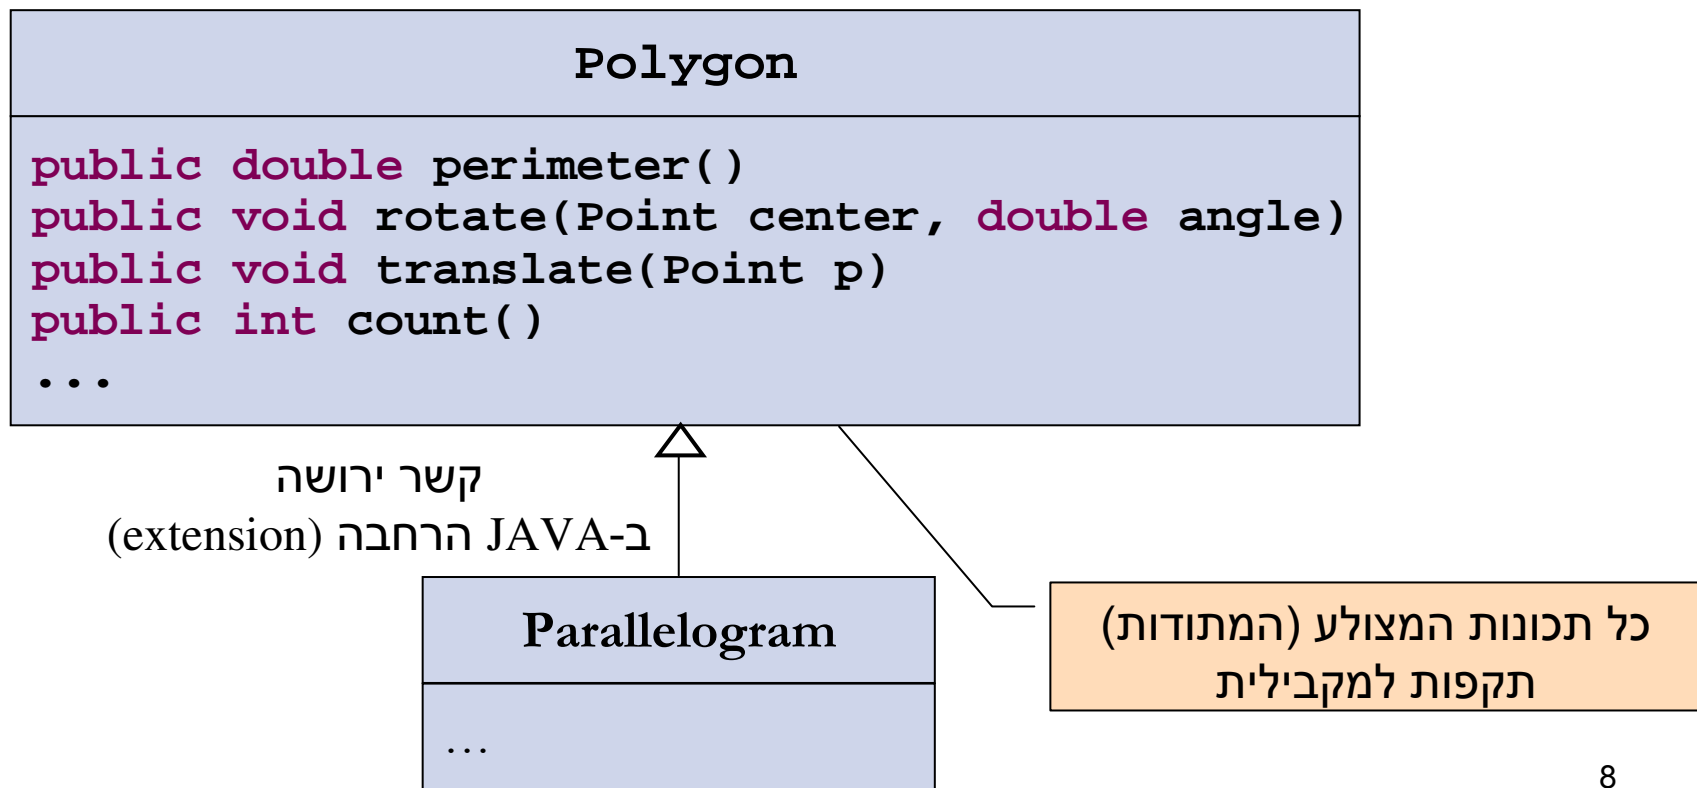 Polygon
public double perimeter()
public void rotate(Point center, double angle)
public void translate(Point p)
public int count()
...
קשר ירושה
ב-JAVA הרחבה (extension)
Parallelogram
...
כל תכונות המצולע (המתודות)
תקפות למקבילית
8